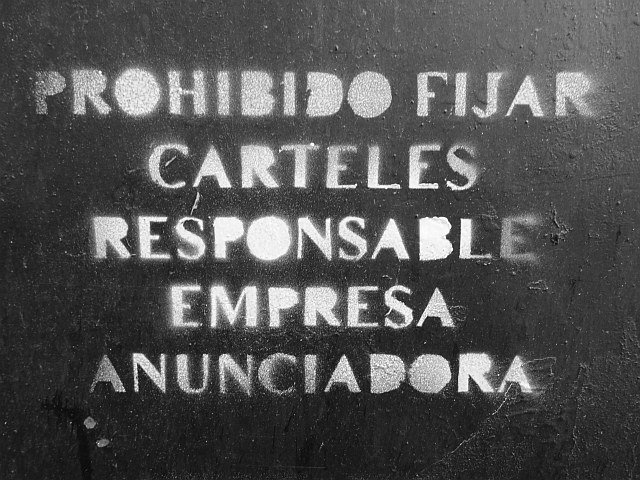 PROHIBIDO FIJAR
CARTELES
RESPONSABLE
EMPRESA
ANUNCIADORA